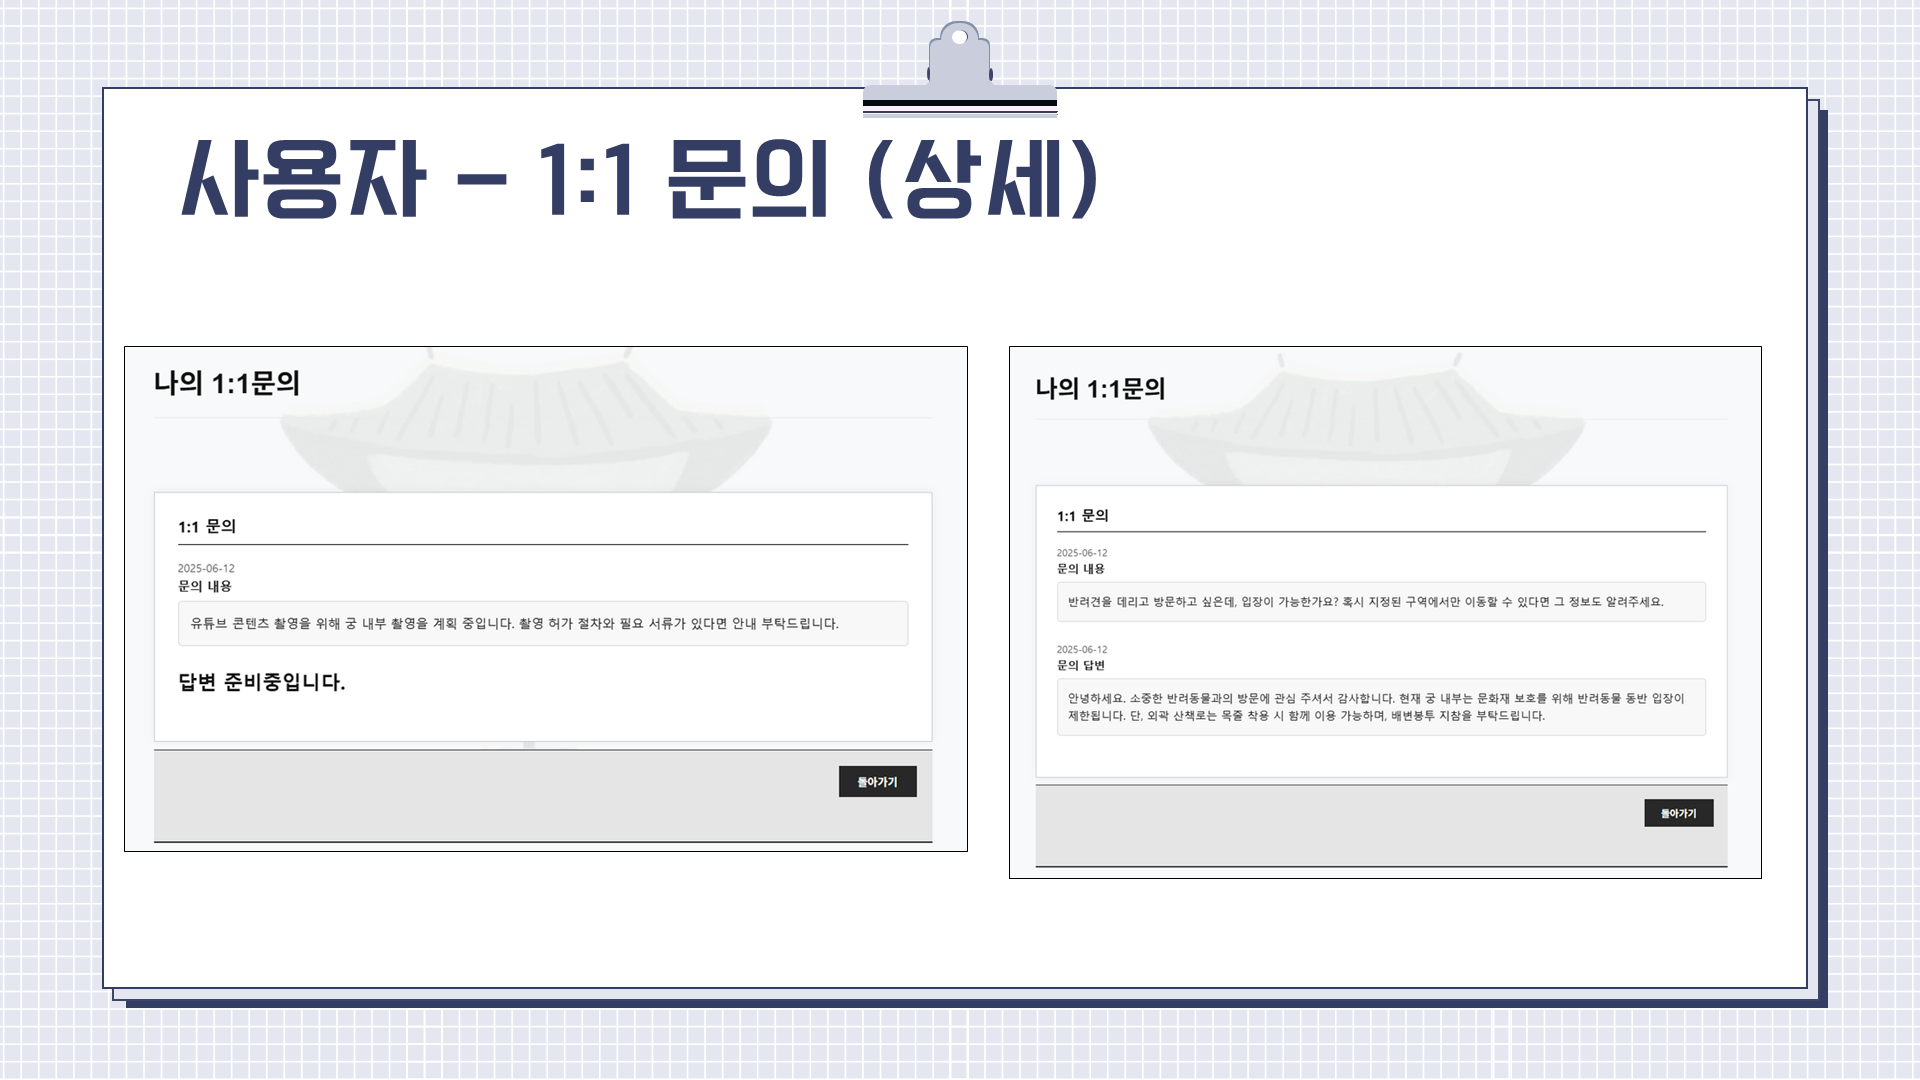 사용자 - 1:1 문의 (상세)
나의 1:1문의
1:1 문의
2025-06-12
문의 내용
유튜브 콘텐츠 촬영을 위해 궁 내부 촬영을 계획 중입니다. 촬영 허가 절차와 필요 서류가 있다면 안내 부탁드립니다.
답변 준비중입니다.
돌아가기
나의 1:1문의
1:1 문의
2025-06-12
문의 내용
반려견을 데리고 방문하고 싶은데, 입장이 가능한가요? 혹시 지정된 구역에서만 이동할 수 있다면 그 정보도 알려주세요.
2025-06-12
문의 답변
안녕하세요. 소중한 반려동물과의 방문에 관심 주셔서 감사합니다. 현재 궁 내부는 문화재 보호를 위해 반려동물 동반 입장이
제한됩니다. 단, 외곽 산책로는 목줄 착용 시 함께 이용 가능하며, 배변봉투 지참을 부탁드립니다.
돌아가기